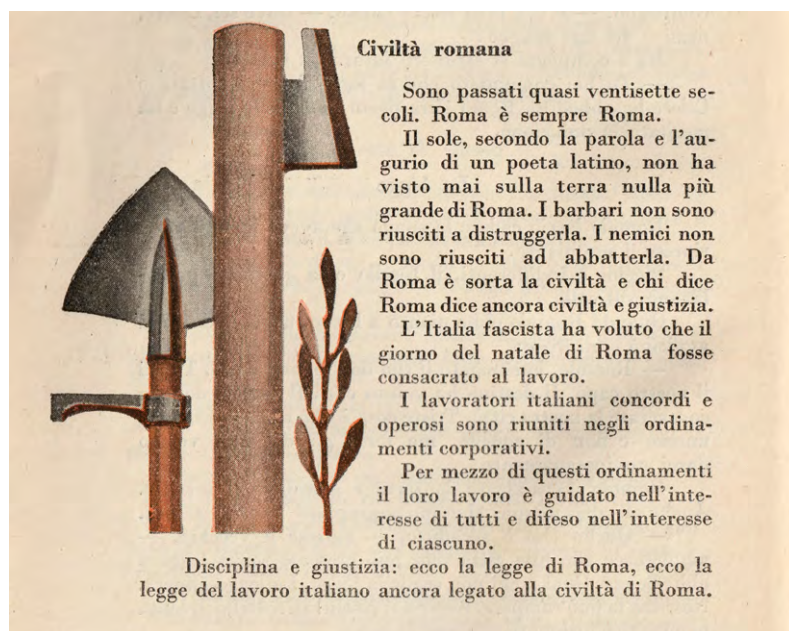 Civiltà romana
Sono passati quasi ventisette se-
coli. Roma è sempre Roma.
Il sole, secondo la parola e l'au-
gurio di un poeta latino, non ha
visto mai sulla terra nulla più
grande di Roma. I barbari non sono
riusciti a distruggerla. I nemici non
sono riusciti ad abbatterla. Da
Roma è sorta la civiltà e chi dice
Roma dice ancora civiltà e giustizia.
L'Italia fascista ha voluto che il
giorno del natale di Roma fosse
consacrato al lavoro.
I lavoratori italiani concordi e
operosi sono riuniti negli ordina-
menti corporativi.
Per mezzo di questi ordinamenti
il loro lavoro è guidato nell'inte-
resse di tutti e difeso nell'interesse
di ciascuno.
Disciplina e giustizia: ecco la legge di Roma, ecco la
legge del lavoro italiano ancora legato alla civiltà di Roma.